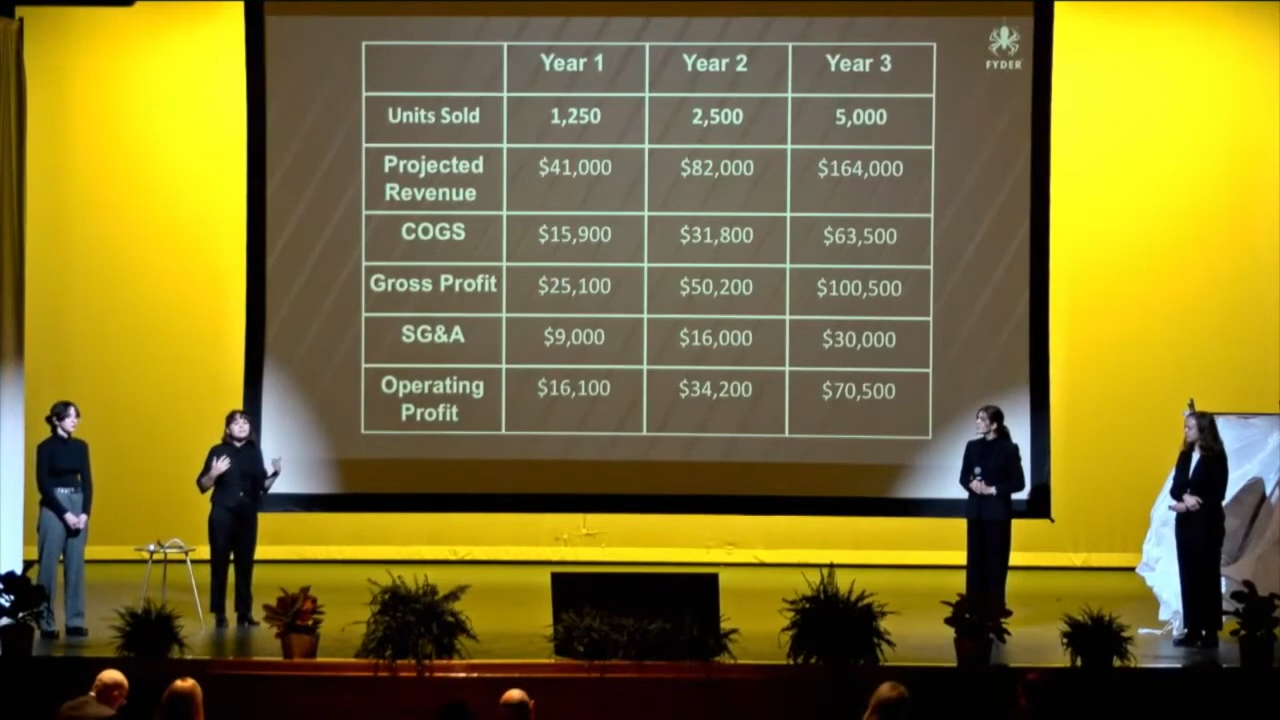 FYDER
Year 1 Year 2 Year 3
Units Sold 1,250 2,500 5,000
Projected
Revenue $41,000 $82,000 $164,000
COGS $15,900 $31,800 $63,500
Gross Profit $25,100 $50,200 $100,500
SG&A $9,000 $16,000 $30,000
Operating
Profit $16,100 $34,200 $70,500